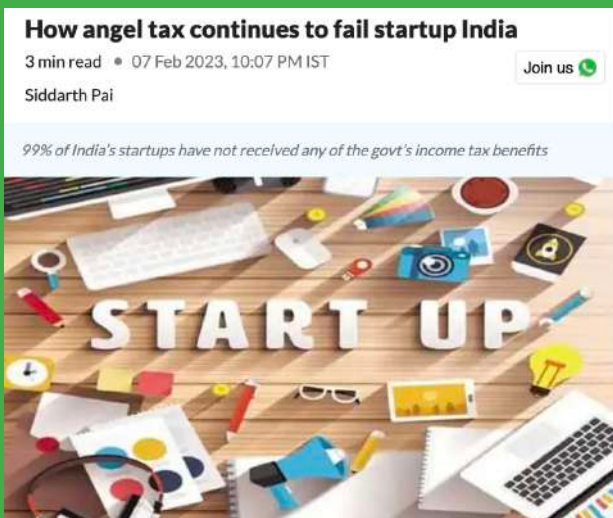 How angel tax continues to fail startup India
3 min read • 07 Feb 2023, 10:07 PM IST
Join us
Siddarth Pai
99% of India's startups have not received any of the govt's income tax benefits
START UP